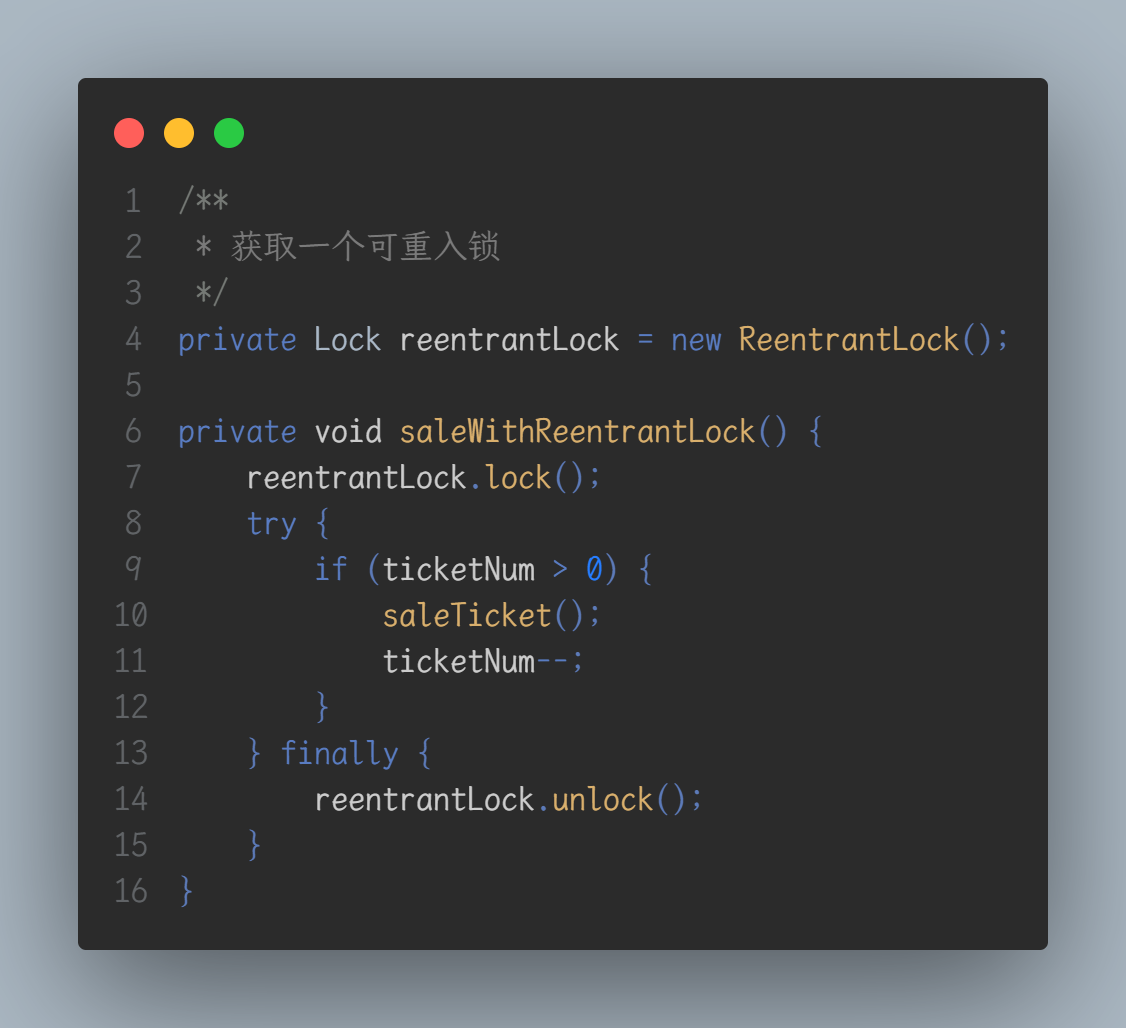 1 /**
2  * 获取一个可重入锁
3  */
4 private Lock reentrantLock = new ReentrantLock();
5
6 private void saleWithReentrantLock() {
7     reentrantLock.lock();
8     try {
9         if (ticketNum > 0) {
10             saleTicket();
11             ticketNum--;
12         }
13     } finally {
14         reentrantLock.unlock();
15     }
16 }